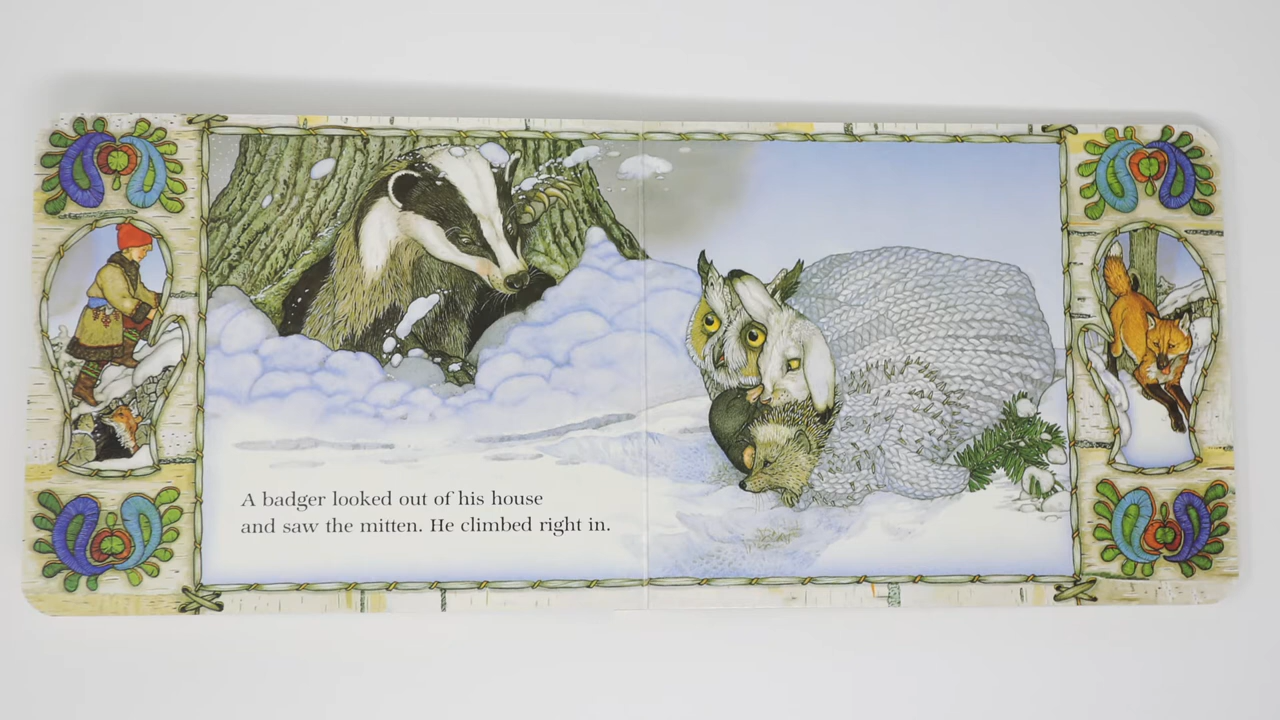 A badger looked out of his house
and saw the mitten. He climbed right in.